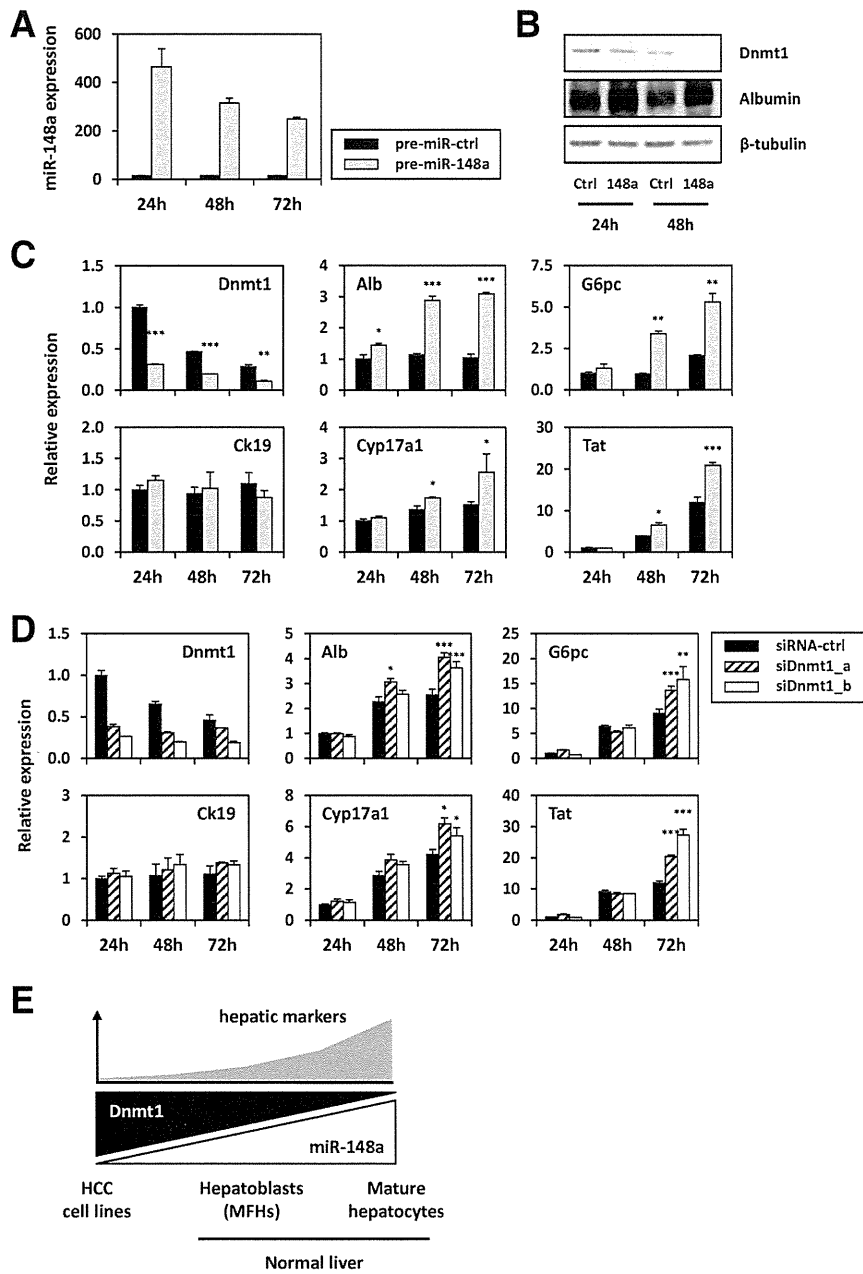 A
miR-148a expression
600
400
200
0
24h 48h 72h
pre-miR-ctrl
pre-miR-148a
B
Dnmt1
Albumin
β-tubulin
Ctrl 148a Ctrl 148a
24h 48h
C
Relative expression
1.5
1.0
0.5
0.0
Dnmt1
***
***
**
4
3
2
1
0
Alb
*
***
***
7.5
5.0
2.5
0.0
G6pc
**
**
1.5
1.0
0.5
0.0
Ck19
24h 48h 72h
4
3
2
1
0
Cyp17a1
*
*
24h 48h 72h
30
20
10
0
Tat
*
***
24h 48h 72h
D
Relative expression
1.5
1.0
0.5
0.0
Dnmt1
5
4
3
2
1
0
Alb
*
***
***
25
20
15
10
5
0
G6pc
***
**
siRNA-ctrl
siDnmt1_a
siDnmt1_b
3
2
1
0
Ck19
24h 48h 72h
8
6
4
2
0
Cyp17a1
*
*
24h 48h 72h
40
30
20
10
0
Tat
***
***
24h 48h 72h
E
hepatic markers
Dnmt1
miR-148a
HCC
cell lines
Hepatoblasts
(MFHs)
Mature
hepatocytes
Normal liver